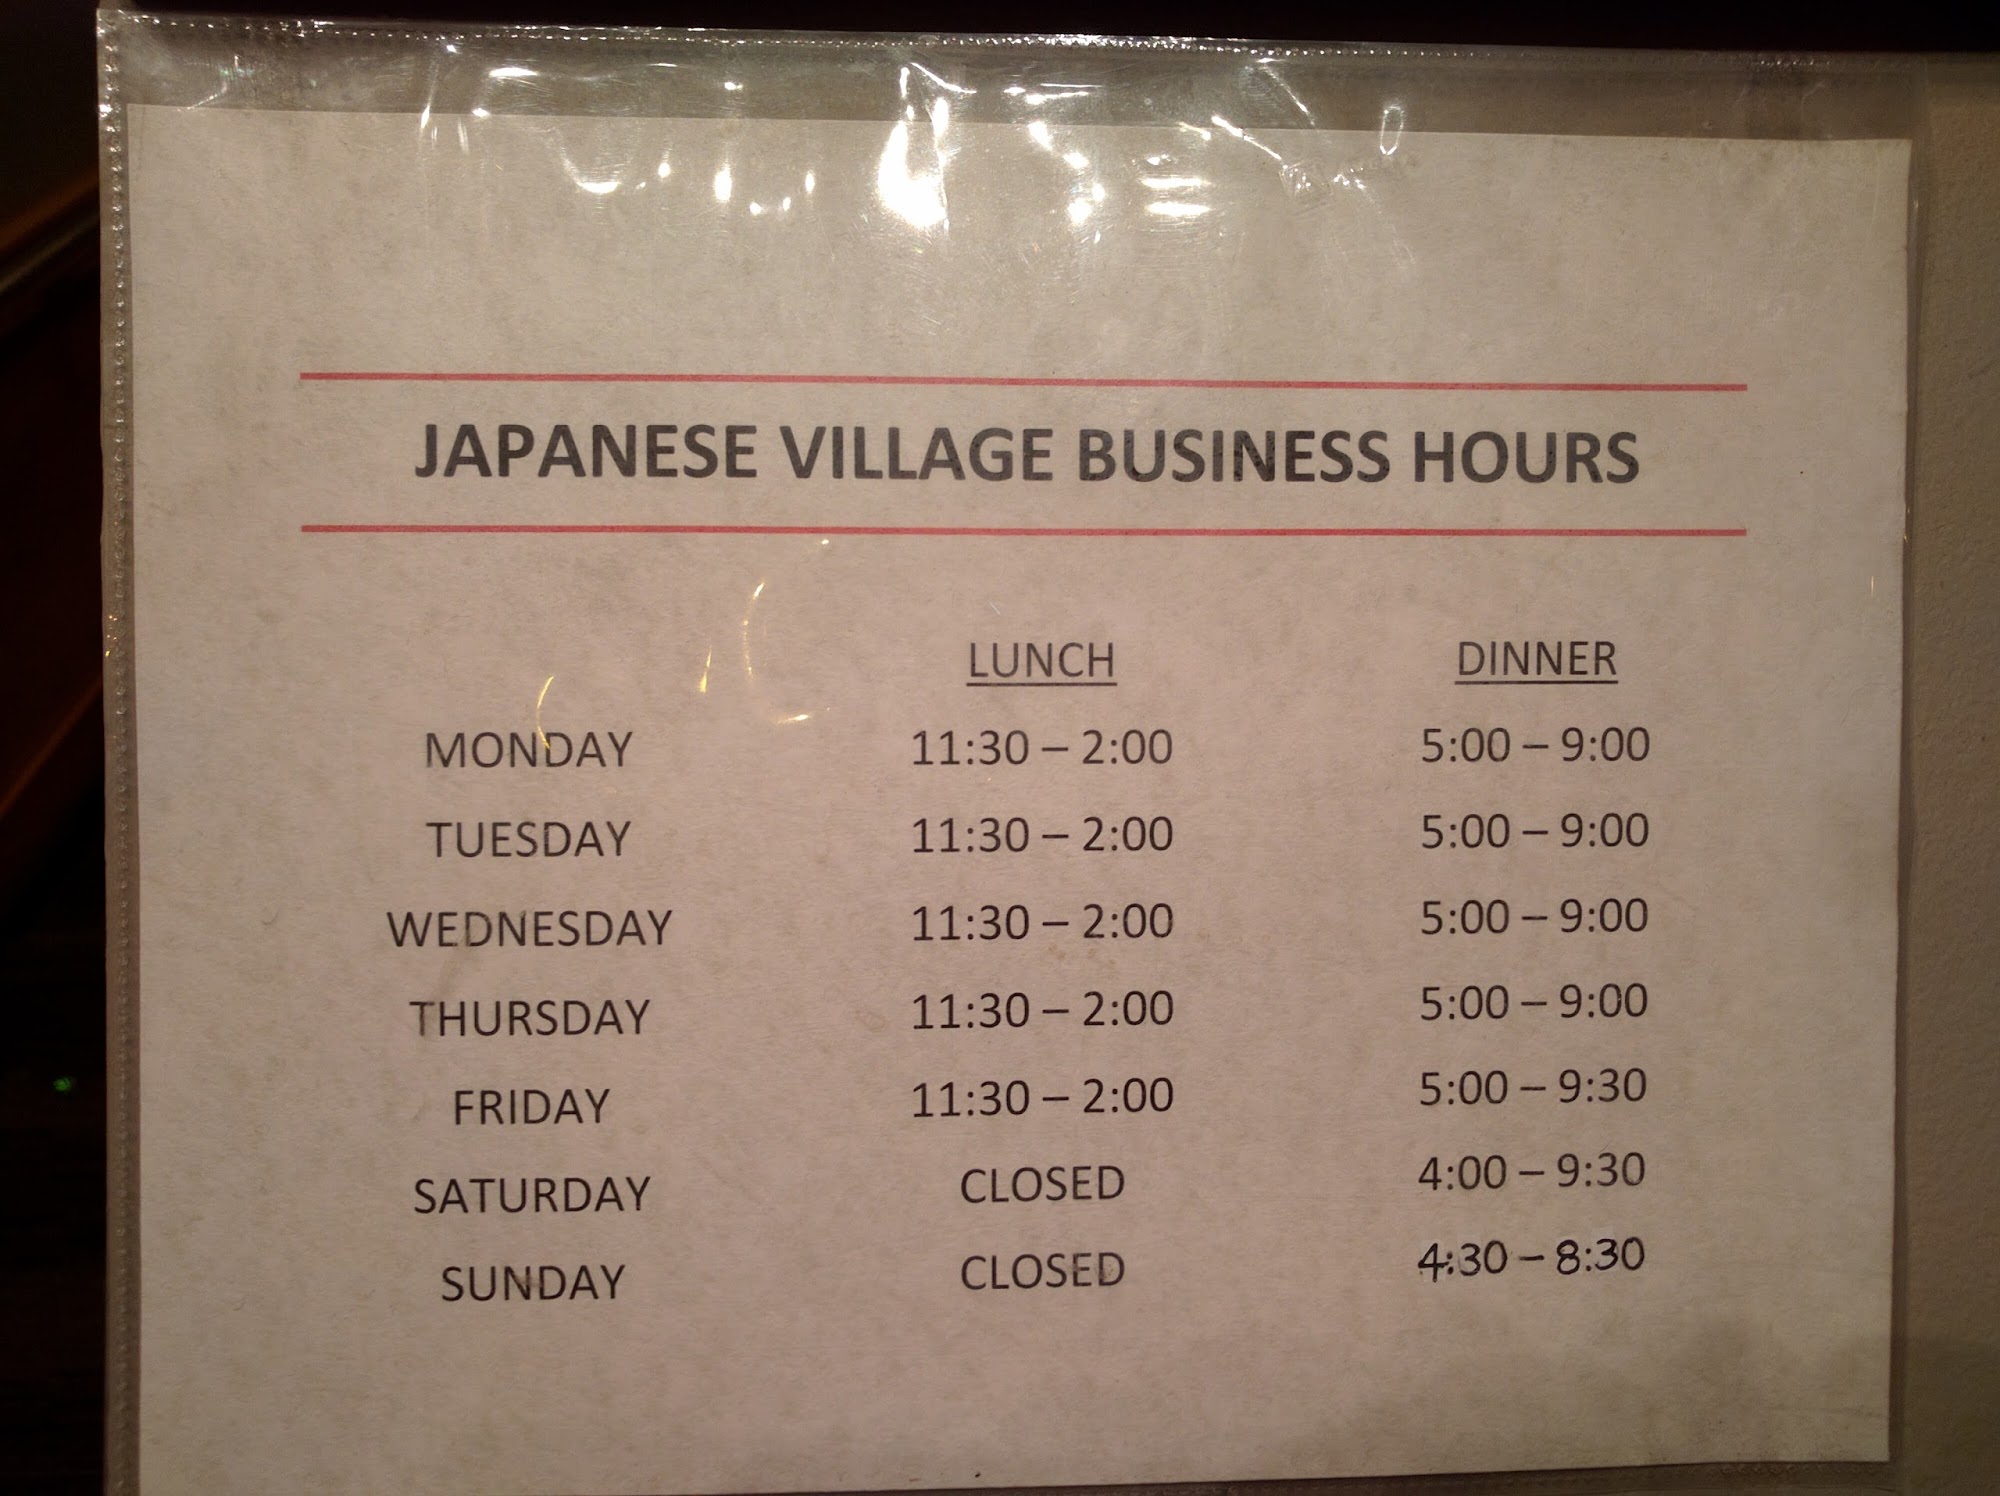 JAPANESE VILLAGE BUSINESS HOURS
LUNCH DINNER
MONDAY 11:30 – 2:00 5:00 – 9:00
TUESDAY 11:30 – 2:00 5:00 – 9:00
WEDNESDAY 11:30 – 2:00 5:00 – 9:00
THURSDAY 11:30 – 2:00 5:00 – 9:00
FRIDAY 11:30 – 2:00 5:00 – 9:30
SATURDAY CLOSED 4:00 – 9:30
SUNDAY CLOSED 4:30 – 8:30